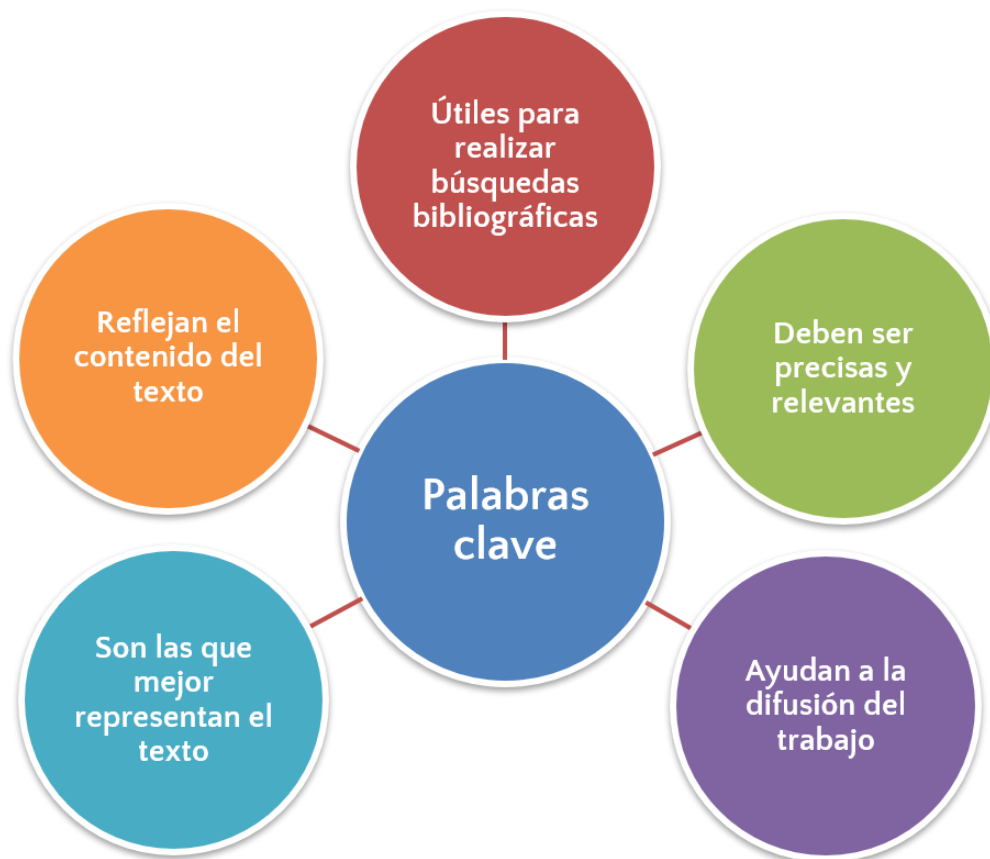 Útiles para
realizar
búsquedas
bibliográficas
Reflejan el
contenido del
texto
Deben ser
precisas y
relevantes
Palabras
clave
Son las que
mejor
representan el
texto
Ayudan a la
difusión del
trabajo